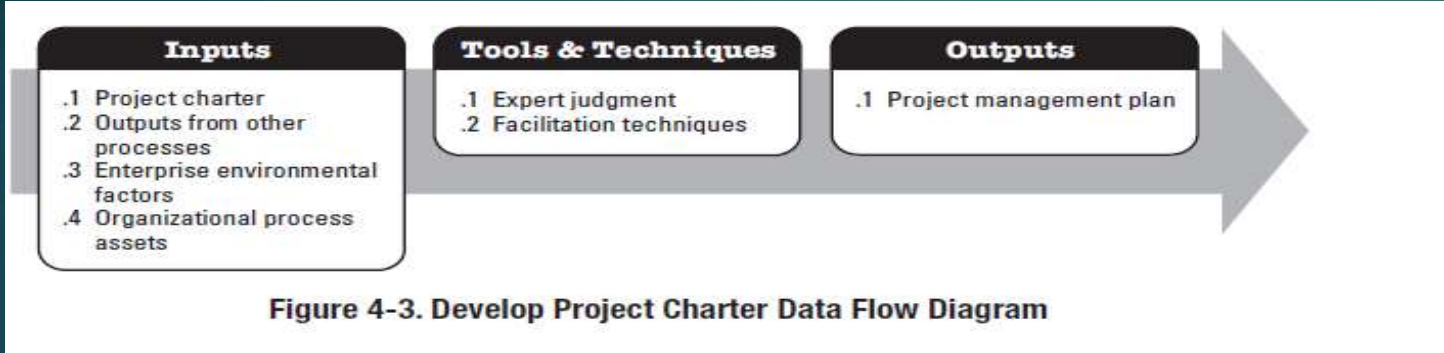 Inputs
.1 Project charter
.2 Outputs from other
processes
.3 Enterprise environmental
factors
.4 Organizational process
assets
Tools & Techniques
.1 Expert judgment
.2 Facilitation techniques
Outputs
.1 Project management plan
Figure 4-3. Develop Project Charter Data Flow Diagram